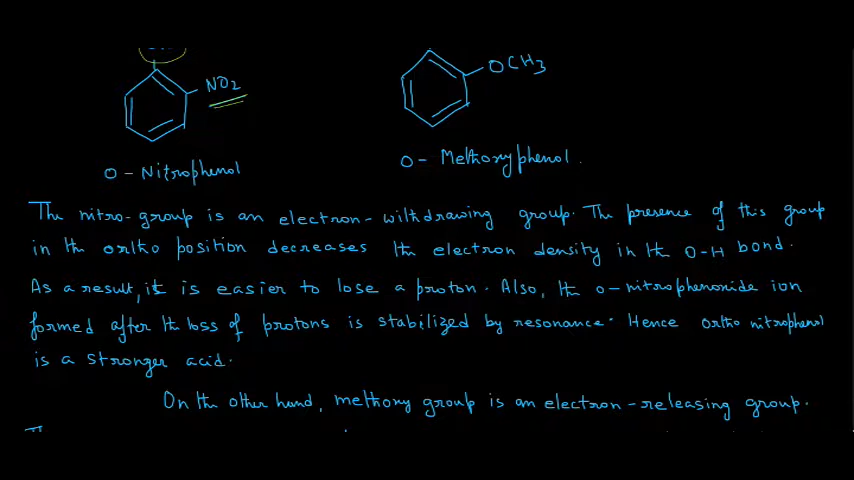 NO2
OCH3
O - Nitrophenol
O - Methoxyphenol.
The nitro-group is an electron-withdrawing group. The presence of this group
in the ortho position decreases the electron density in the O-H bond.
As a result, it is easier to lose a proton. Also, the o-nitrophenoxide ion
formed after the loss of protons is stabilized by resonance. Hence ortho nitrophenol
is a stronger acid.
On the other hand, methoxy group is an electron-releasing group.